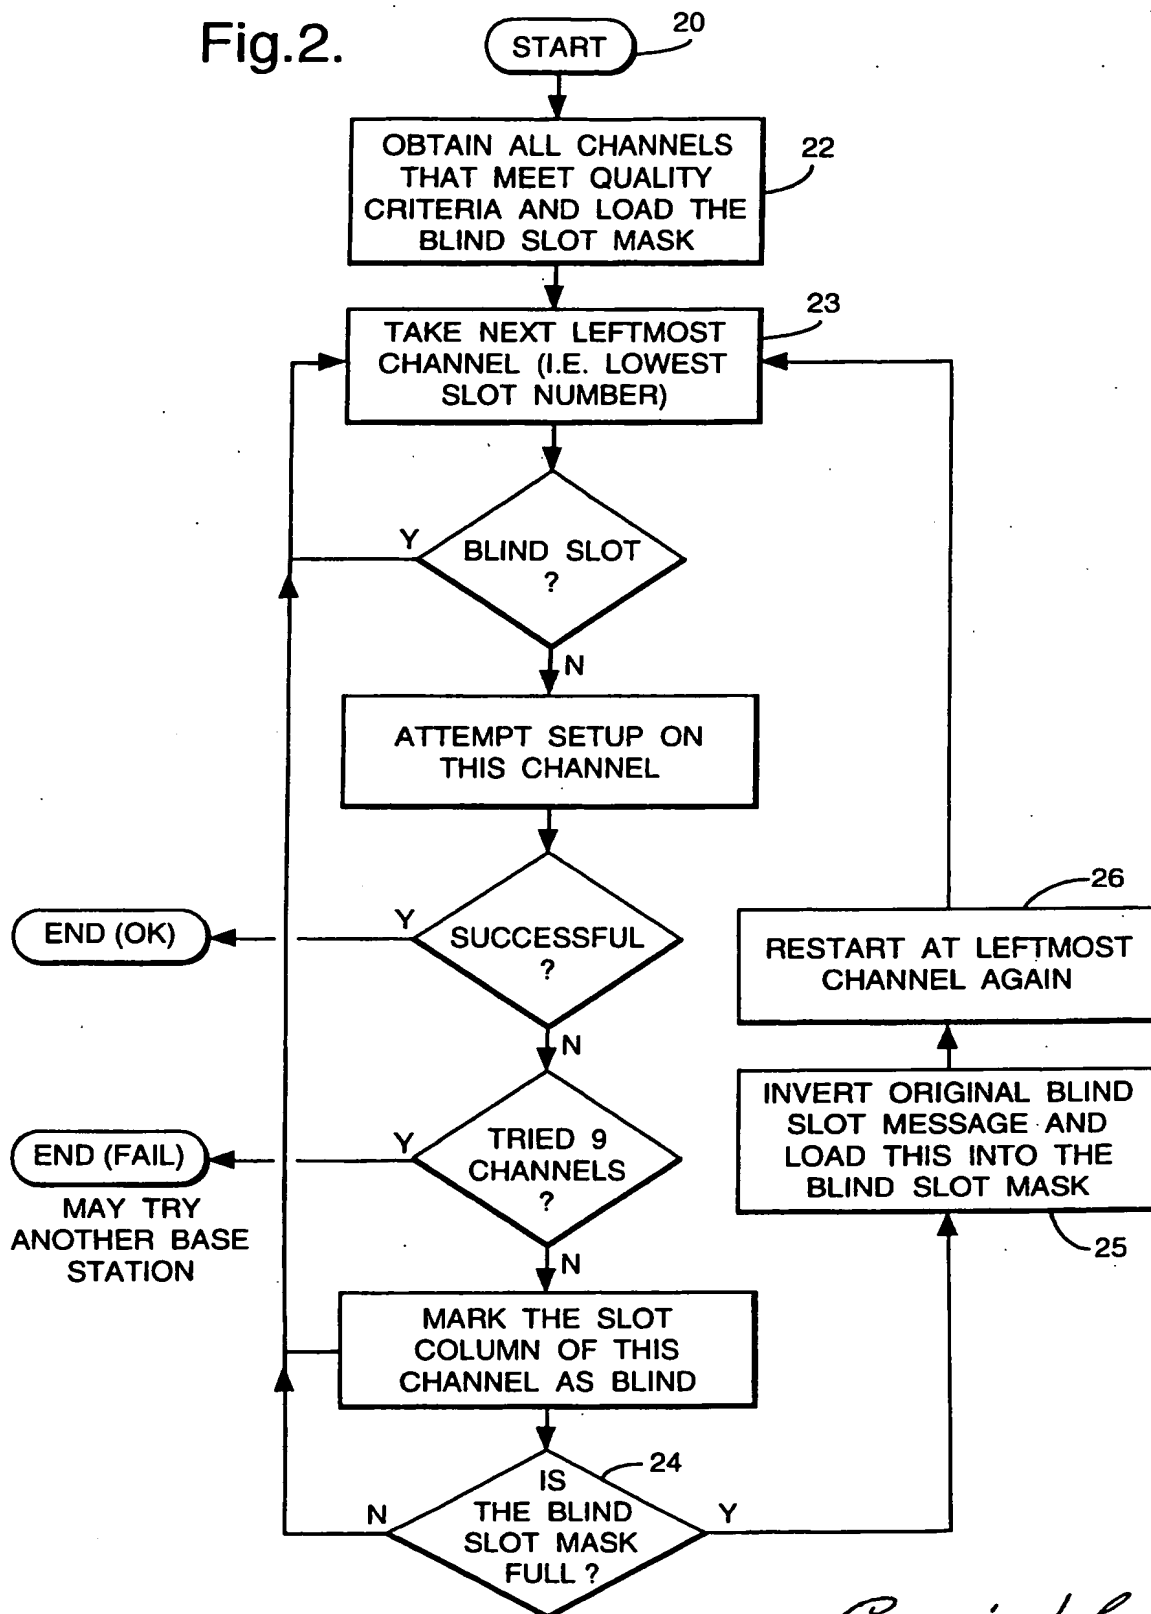 Fig.2.
START
20
OBTAIN ALL CHANNELS
THAT MEET QUALITY
CRITERIA AND LOAD THE
BLIND SLOT MASK
22
TAKE NEXT LEFTMOST
CHANNEL (I.E. LOWEST
SLOT NUMBER)
23
BLIND SLOT
?
Y
N
ATTEMPT SETUP ON
THIS CHANNEL
SUCCESSFUL
?
Y
END (OK)
N
TRIED 9
CHANNELS
?
Y
END (FAIL)
MAY TRY
ANOTHER BASE
STATION
N
MARK THE SLOT
COLUMN OF THIS
CHANNEL AS BLIND
IS
THE BLIND
SLOT MASK
FULL ?
24
N
Y
INVERT ORIGINAL BLIND
SLOT MESSAGE AND
LOAD THIS INTO THE
BLIND SLOT MASK
25
RESTART AT LEFTMOST
CHANNEL AGAIN
26